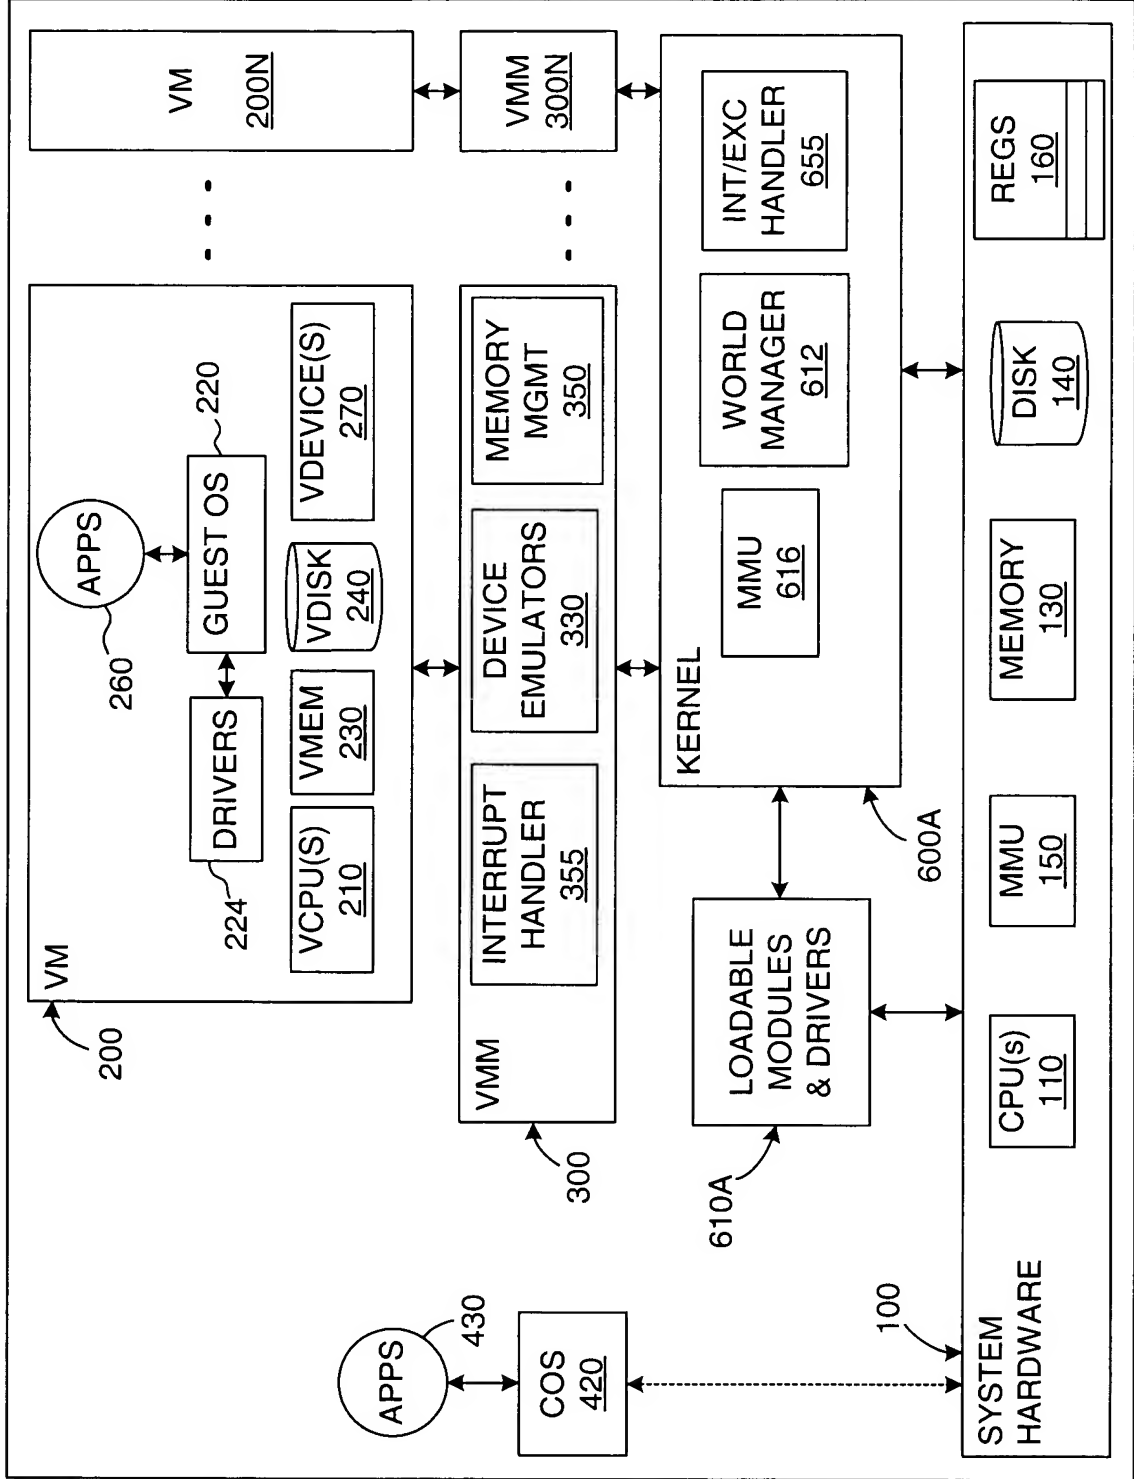 APPS
430
COS
420
100
SYSTEM
HARDWARE
200
VM
260
APPS
224
DRIVERS
GUEST OS
220
VCPU(S)
210
VMEM
230
VDISK
240
VDEVICE(S)
270
VM
200N
300
VMM
INTERRUPT
HANDLER
355
DEVICE
EMULATORS
330
MEMORY
MGMT
350
VMM
300N
610A
LOADABLE
MODULES
& DRIVERS
600A
KERNEL
MMU
616
WORLD
MANAGER
612
INT/EXC
HANDLER
655
CPU(s)
110
MMU
150
MEMORY
130
DISK
140
REGS
160